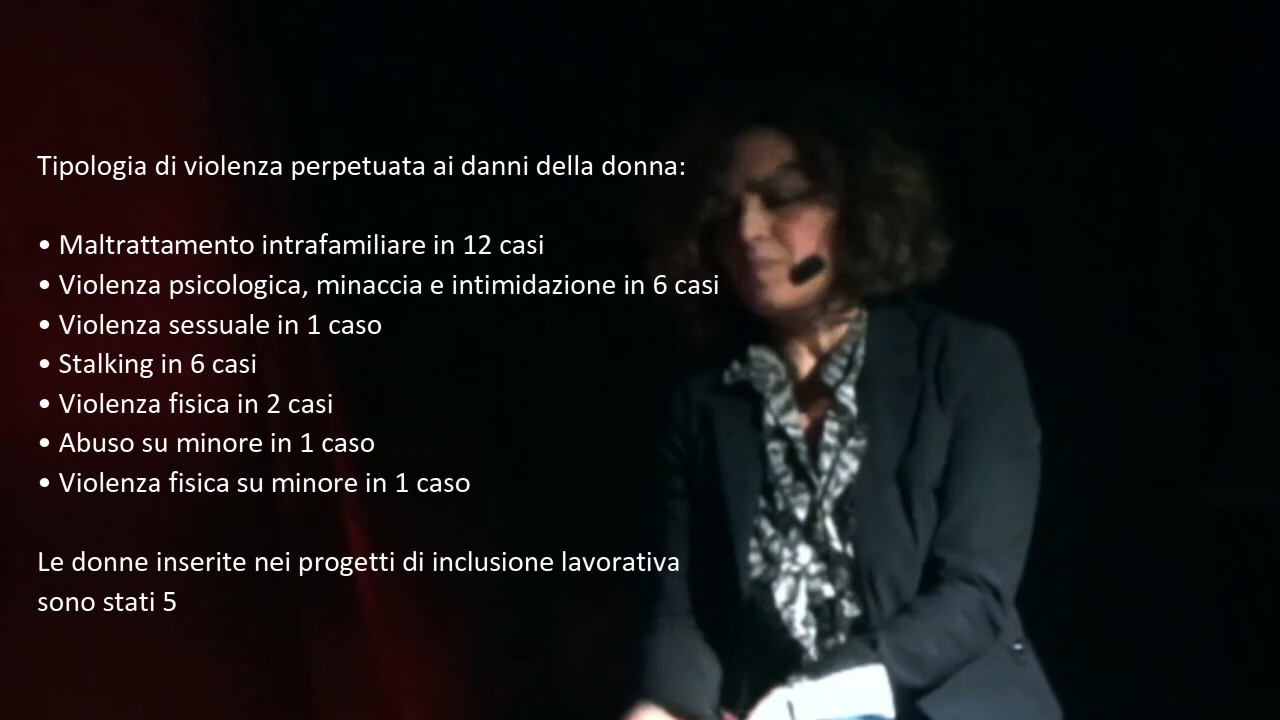 Tipologia di violenza perpetuata ai danni della donna:
• Maltrattamento intrafamiliare in 12 casi
• Violenza psicologica, minaccia e intimidazione in 6 casi
• Violenza sessuale in 1 caso
• Stalking in 6 casi
• Violenza fisica in 2 casi
• Abuso su minore in 1 caso
• Violenza fisica su minore in 1 caso
Le donne inserite nei progetti di inclusione lavorativa
sono stati 5